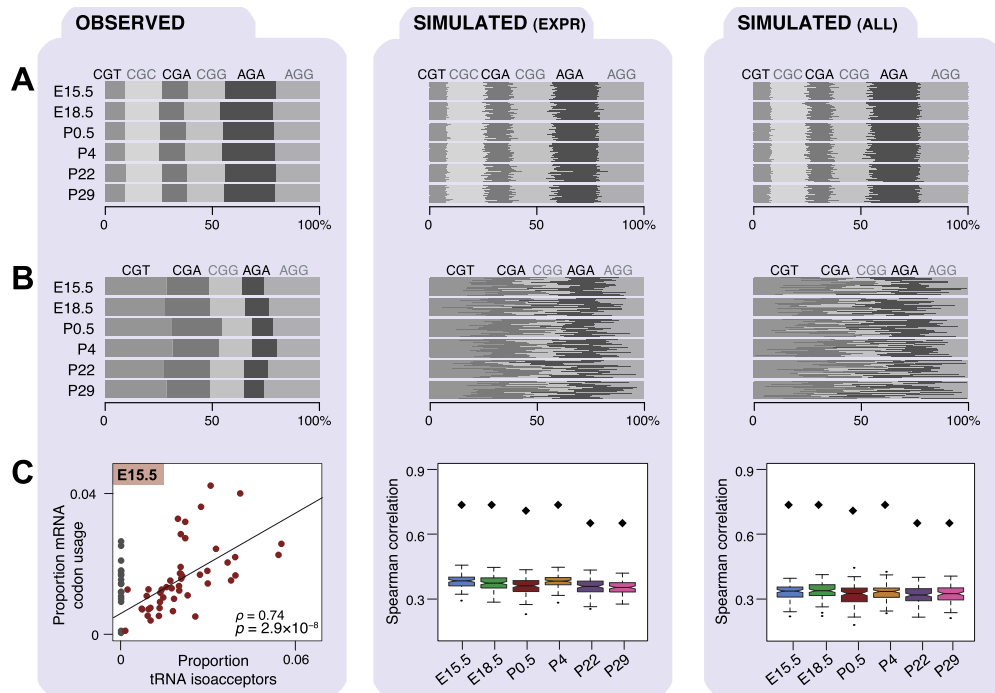 OBSERVED SIMULATED (EXPR) SIMULATED (ALL)
A
CGT CGC CGA CGG AGA AGG CGT CGC CGA CGG AGA AGG CGT CGC CGA CGG AGA AGG
E15.5
E18.5
P0.5
P4
P22
P29
0 50 100% 0 50 100% 0 50 100%
B
CGT CGA CGG AGA AGG CGT CGA CGG AGA AGG CGT CGA CGG AGA AGG
E15.5
E18.5
P0.5
P4
P22
P29
0 50 100% 0 50 100% 0 50 100%
C
E15.5
Proportion mRNA
codon usage
0.04
0
ρ = 0.74
p = 2.9×10⁻⁸
0 0.06
Proportion
tRNA isoacceptors
Spearman correlation
0.9
0.3
E15.5 E18.5 P0.5 P4 P22 P29
Spearman correlation
0.9
0.3
E15.5 E18.5 P0.5 P4 P22 P29